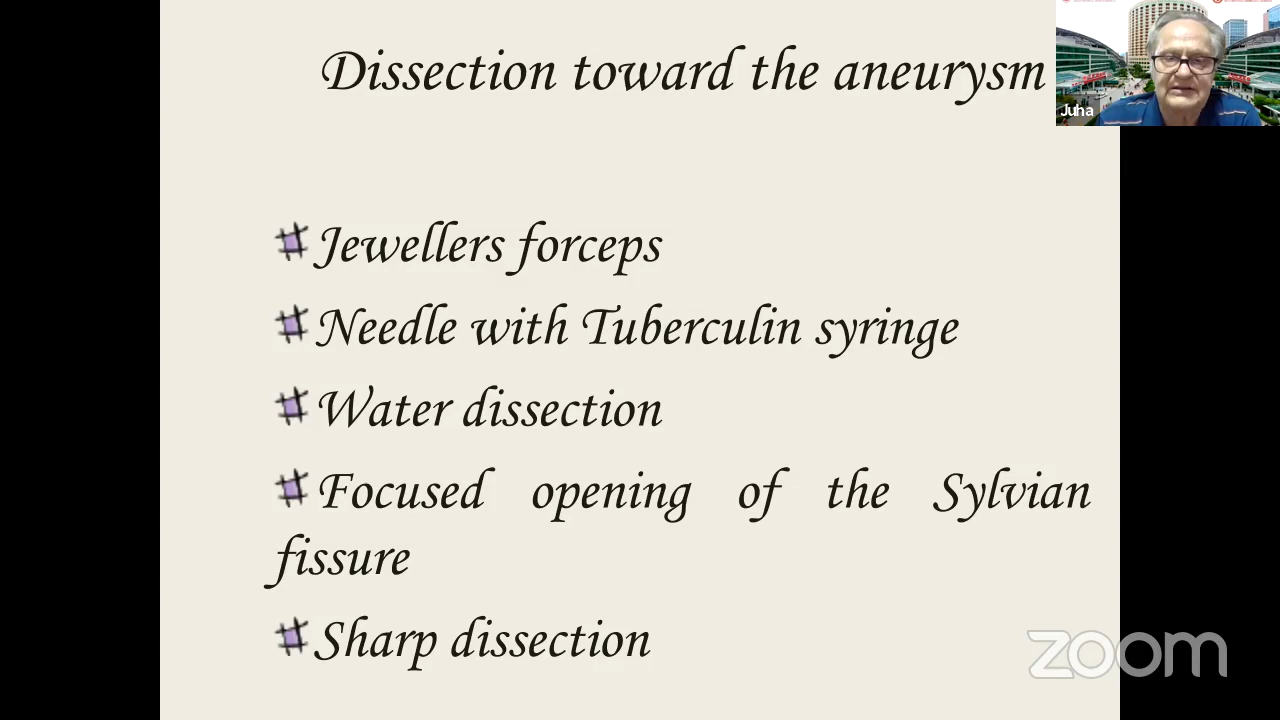 Dissection toward the aneurysm
Juha
Jewellers forceps
Needle with Tuberculin syringe
Water dissection
Focused opening of the Sylvian
fissure
Sharp dissection
zoom